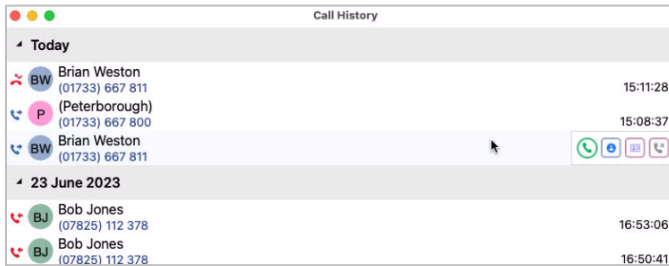 Call History
Today
BW Brian Weston
(01733) 667 811 15:11:28
P (Peterborough)
(01733) 667 800 15:08:37
BW Brian Weston
(01733) 667 811
23 June 2023
BJ Bob Jones
(07825) 112 378 16:53:06
BJ Bob Jones
(07825) 112 378 16:50:41